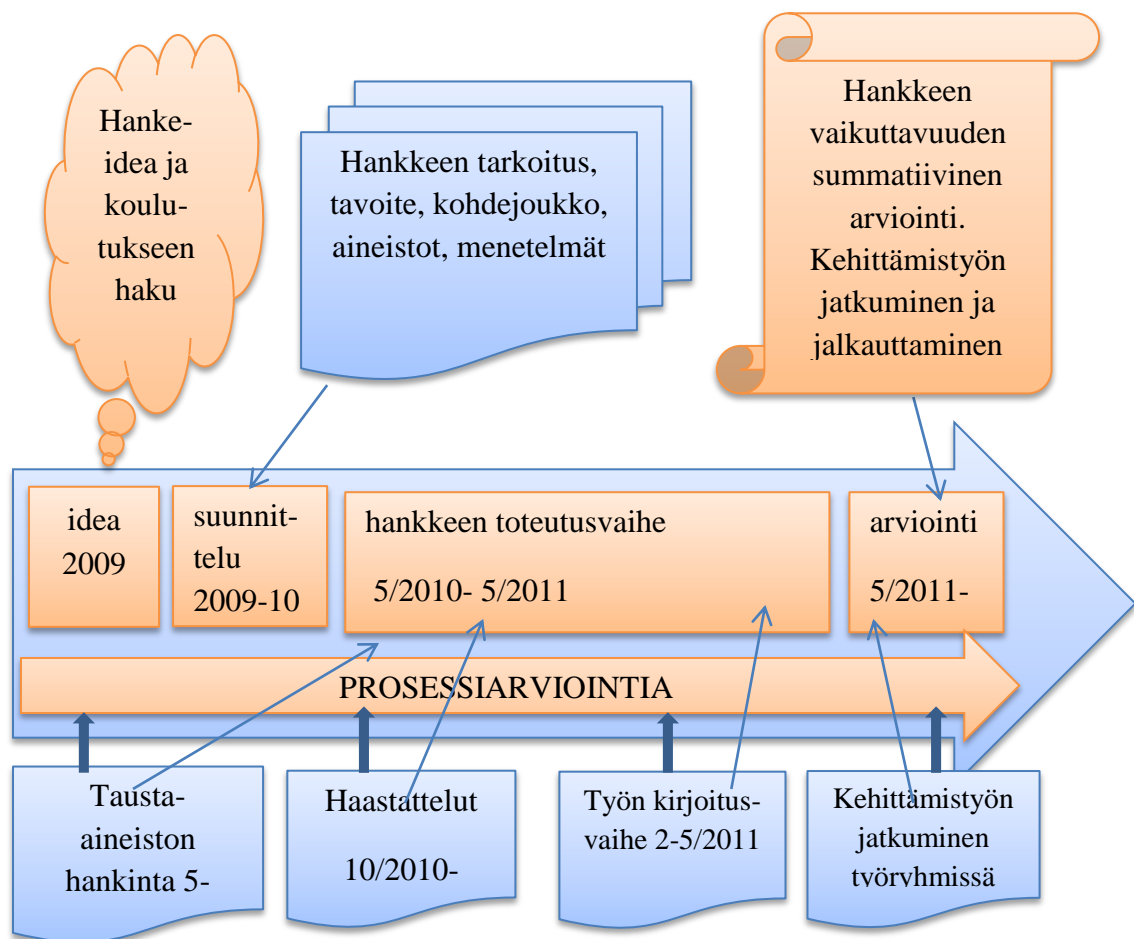 Hanke-
idea ja
koulu-
tukseen
haku
Hankkeen tarkoitus,
tavoite, kohdejoukko,
aineistot, menetelmät
Hankkeen
vaikuttavuuden
summatiivinen
arviointi.
Kehittämistyön
jatkuminen ja
jalkauttaminen
idea
2009
suunnit-
telu
2009-10
hankkeen toteutusvaihe
5/2010- 5/2011
arviointi
5/2011-
PROSESSIARVIOINTIA
Tausta-
aineiston
hankinta 5-
Haastattelut
10/2010-
Työn kirjoitus-
vaihe 2-5/2011
Kehittämistyön
jatkuminen
työryhmissä